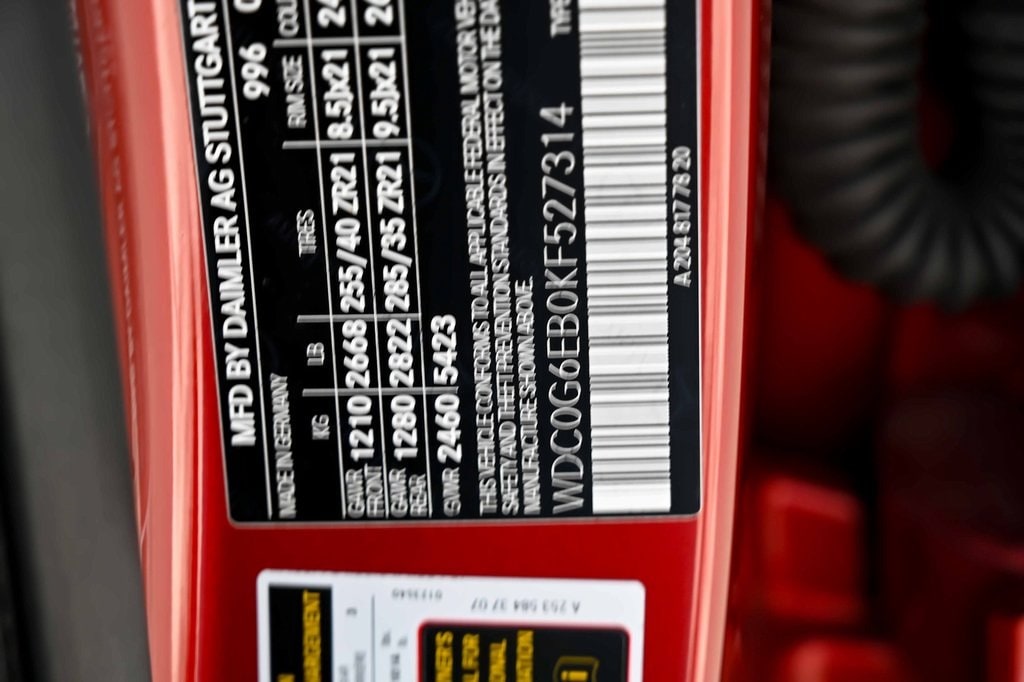 MFD BY DAIMLER AG STUTTGART
MADE IN GERMANY 996
KG LB TIRES RIM SIZE
GAWR FRONT 1210 2668 255/40 ZR21 8.5Jx21
GAWR REAR 1280 2822 285/35 ZR21 9.5Jx21
GVWR 2460 5423
THIS VEHICLE CONFORMS TO ALL APPLICABLE FEDERAL MOTOR
SAFETY AND THEFT PREVENTION STANDARDS IN EFFECT ON THE
MANUFACTURE SHOWN ABOVE.
WDC0G6EB0KF527314 TYPE
A 204 817 78 20
A 253 584 37 07